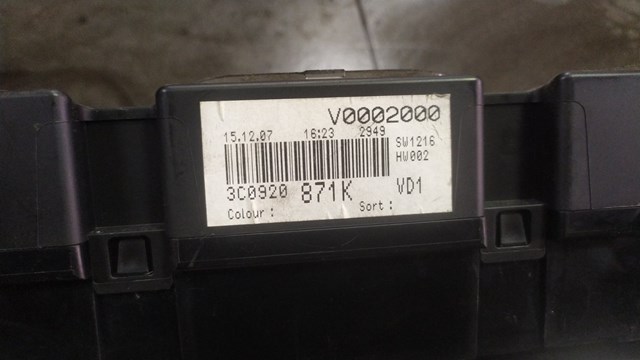 V0002000
15.12.07 16:23 2949
SW1216
HW002
3C0920 871K VD1
Colour: Sort: